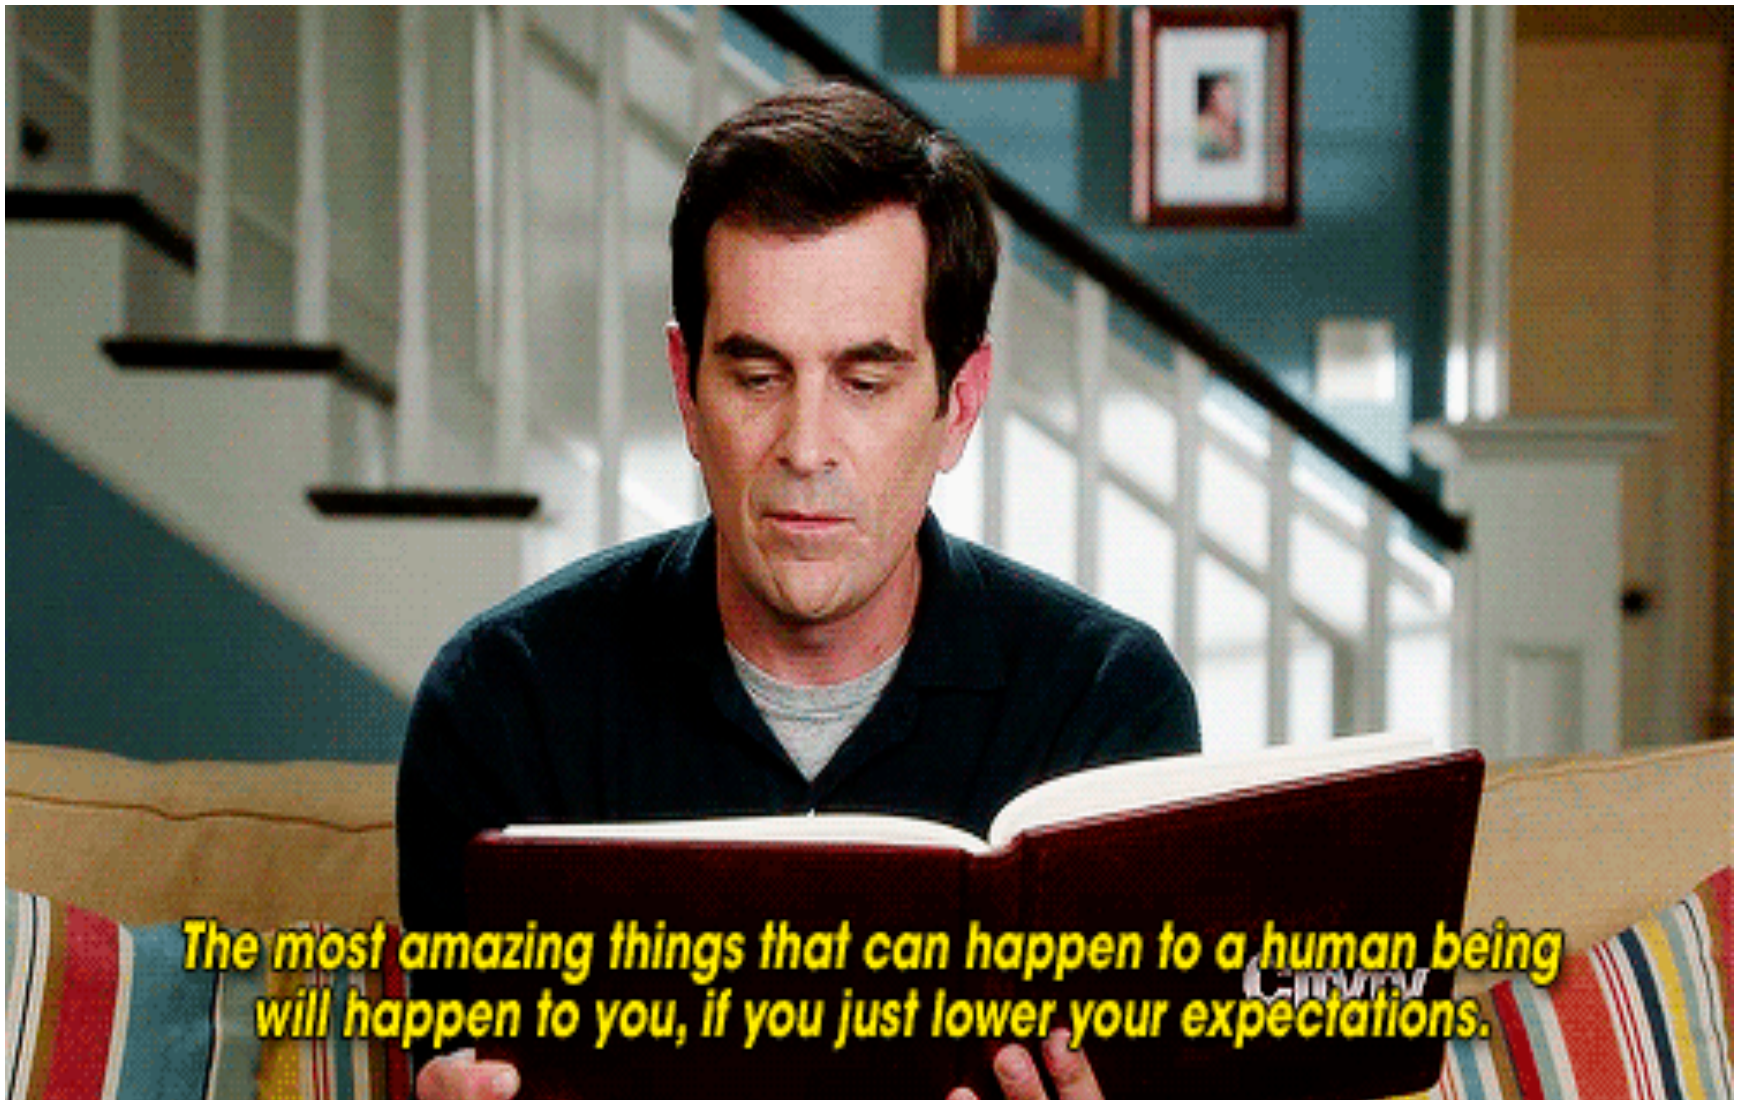 The most amazing things that can happen to a human being
will happen to you, if you just lower your expectations.